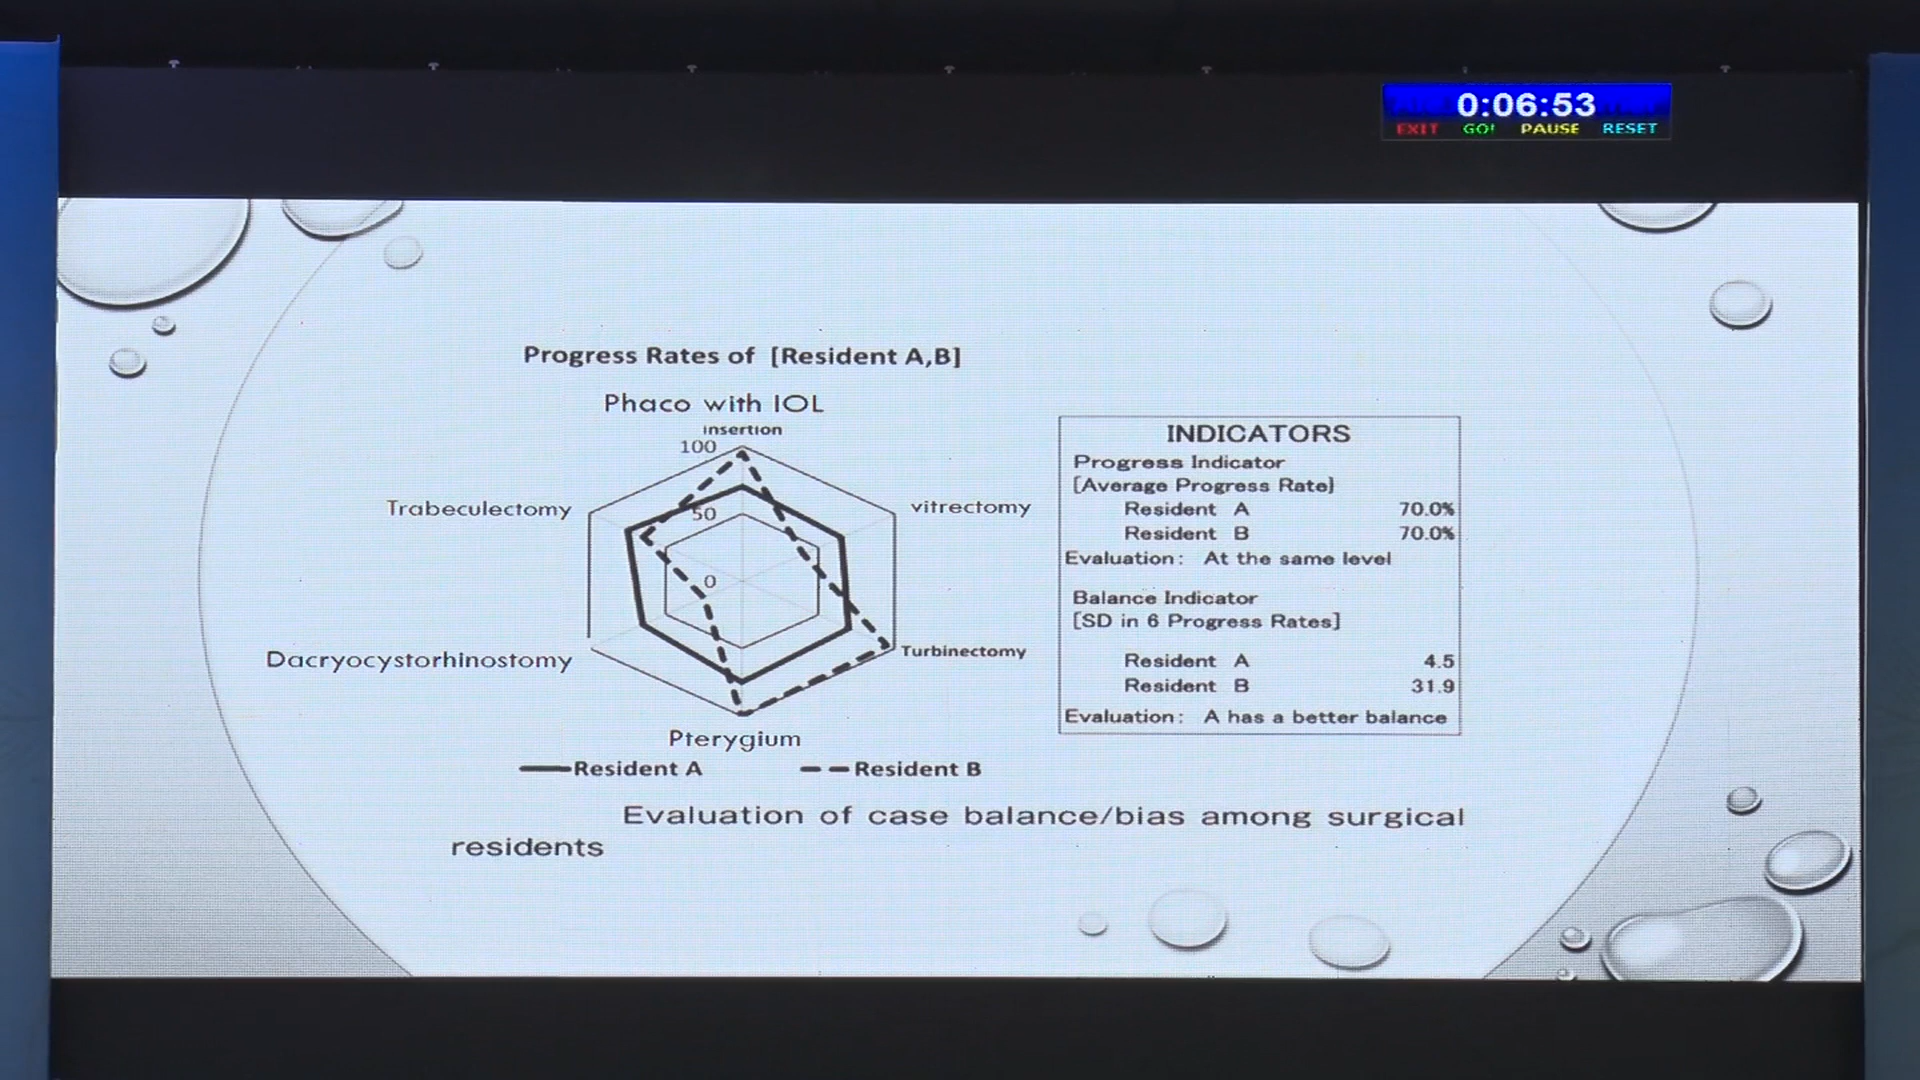 0:06:53
EXIT GO! PAUSE RESET
Progress Rates of [Resident A,B]
Phaco with IOL
insertion
100
Trabeculectomy
50
vitrectomy
0
Dacryocystorhinostomy
Turbinectomy
Pterygium
Resident A
Resident B
INDICATORS
Progress Indicator
[Average Progress Rate]
Resident A 70.0%
Resident B 70.0%
Evaluation: At the same level
Balance Indicator
[SD in 6 Progress Rates]
Resident A 4.5
Resident B 31.9
Evaluation: A has a better balance
Evaluation of case balance/bias among surgical
residents